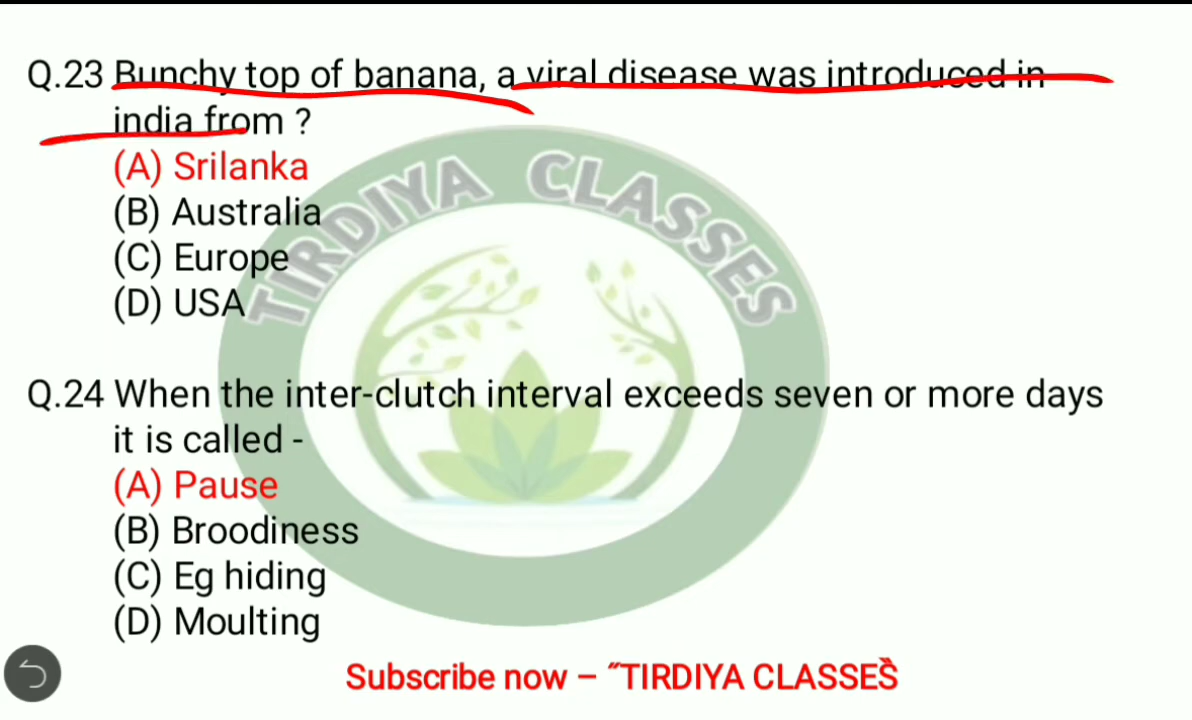 Q.23 Bunchy top of banana, a viral disease was introduced in
india from ?
(A) Srilanka
(B) Australia
(C) Europe
(D) USA
TIRDIYA CLASSES
Q.24 When the inter-clutch interval exceeds seven or more days
it is called -
(A) Pause
(B) Broodiness
(C) Eg hiding
(D) Moulting
Subscribe now – "TIRDIYA CLASSES"